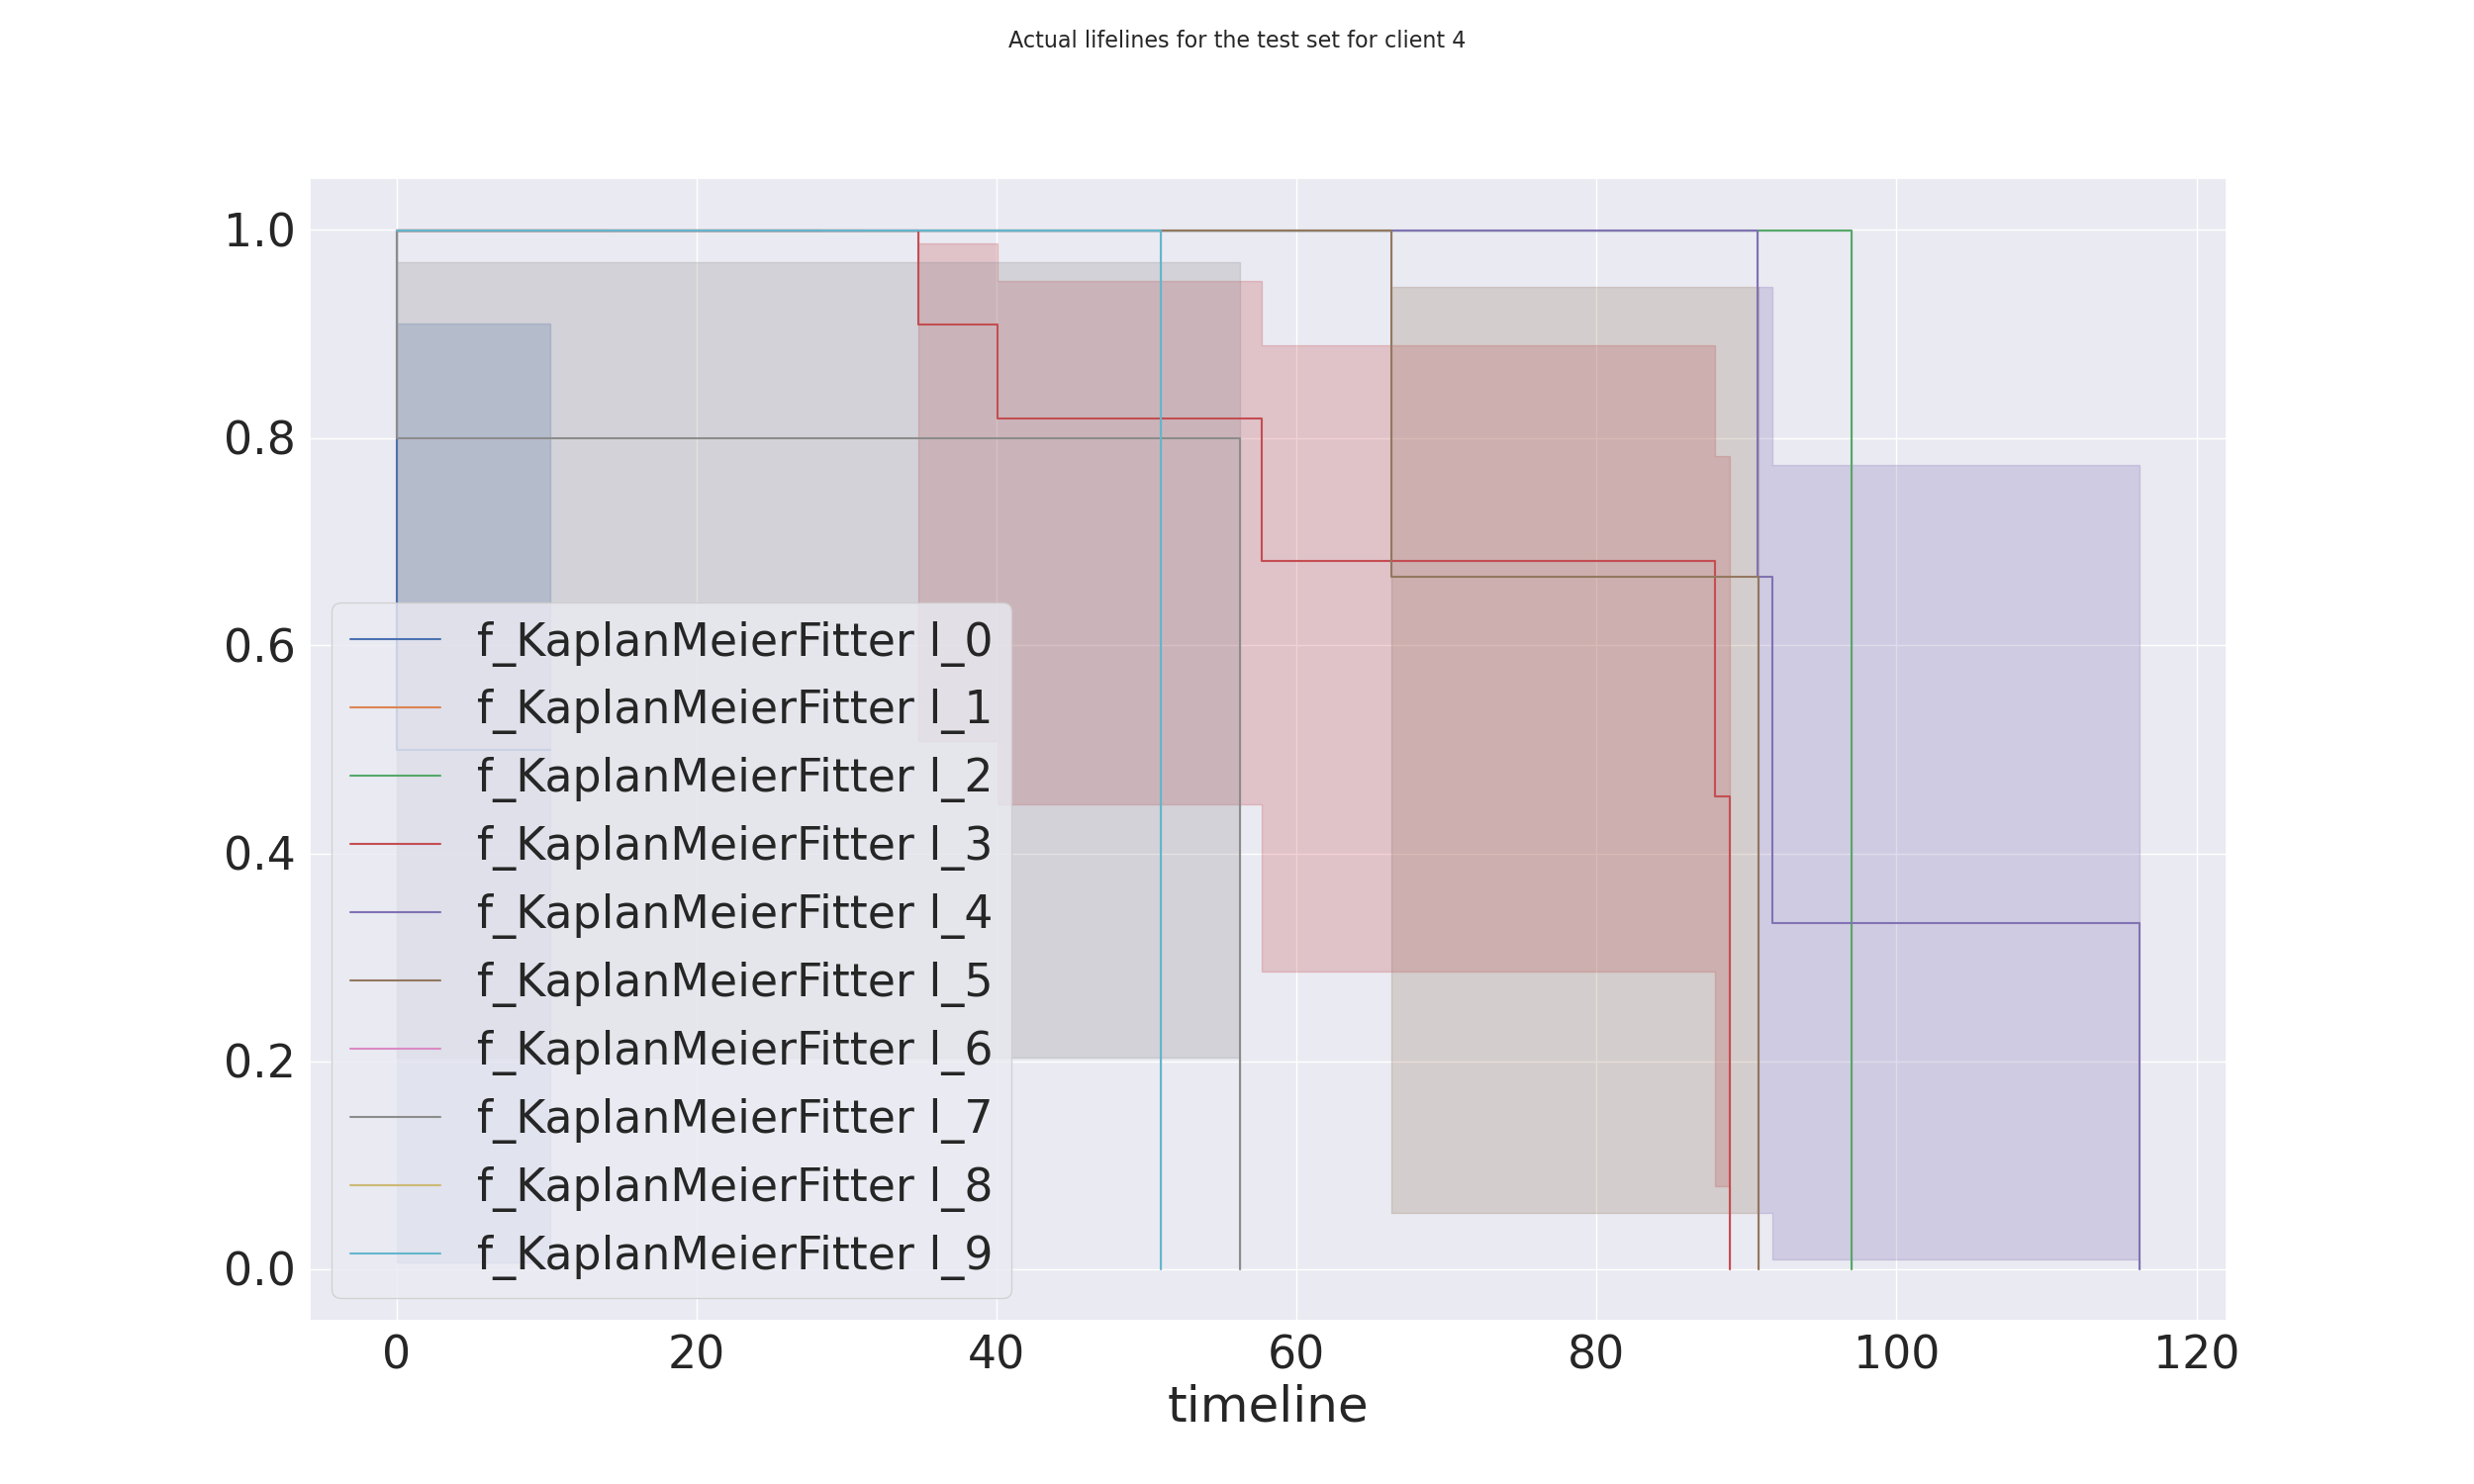 Actual lifelines for the test set for client 4
1.0
0.8
0.6
0.4
0.2
0.0
f_KaplanMeierFitter l_0
f_KaplanMeierFitter l_1
f_KaplanMeierFitter l_2
f_KaplanMeierFitter l_3
f_KaplanMeierFitter l_4
f_KaplanMeierFitter l_5
f_KaplanMeierFitter l_6
f_KaplanMeierFitter l_7
f_KaplanMeierFitter l_8
f_KaplanMeierFitter l_9
0 20 40 60 80 100 120
timeline